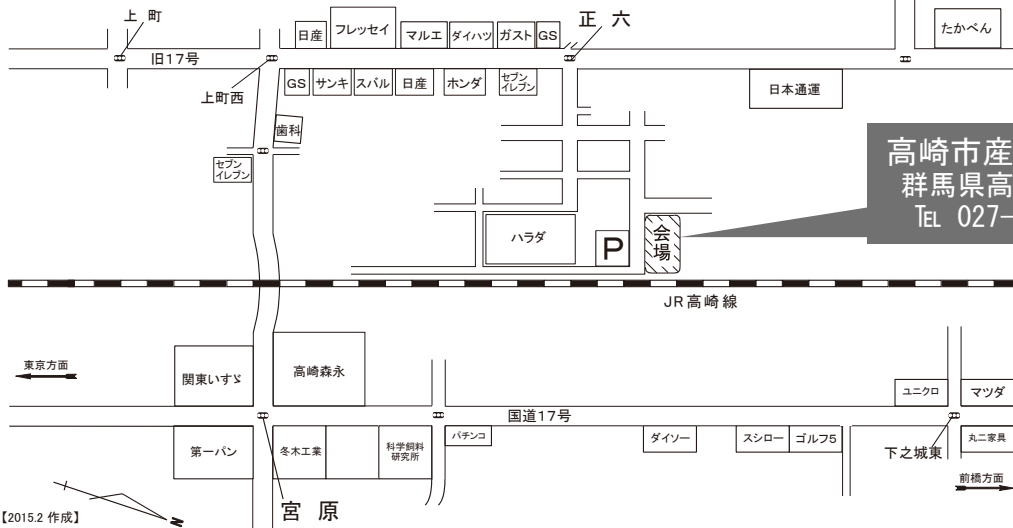 上 町
日産
フレッセイ
マルエ
ダイハツ
ガスト
GS
正 六
たかべん
旧17号
上町西
GS
サンキ
スバル
日産
ホンダ
セブン
イレブン
日本通運
歯科
セブン
イレブン
高崎市産
群馬県高
TEL 027-
ハラダ
P
会場
JR高崎線
東京方面
関東いすゞ
高崎森永
ユニクロ
マツダ
国道17号
第一パン
冬木工業
科学飼料
研究所
パチンコ
ダイソー
スシロー
ゴルフ5
下之城東
丸二家具
前橋方面
宮 原
【2015.2 作成】
N